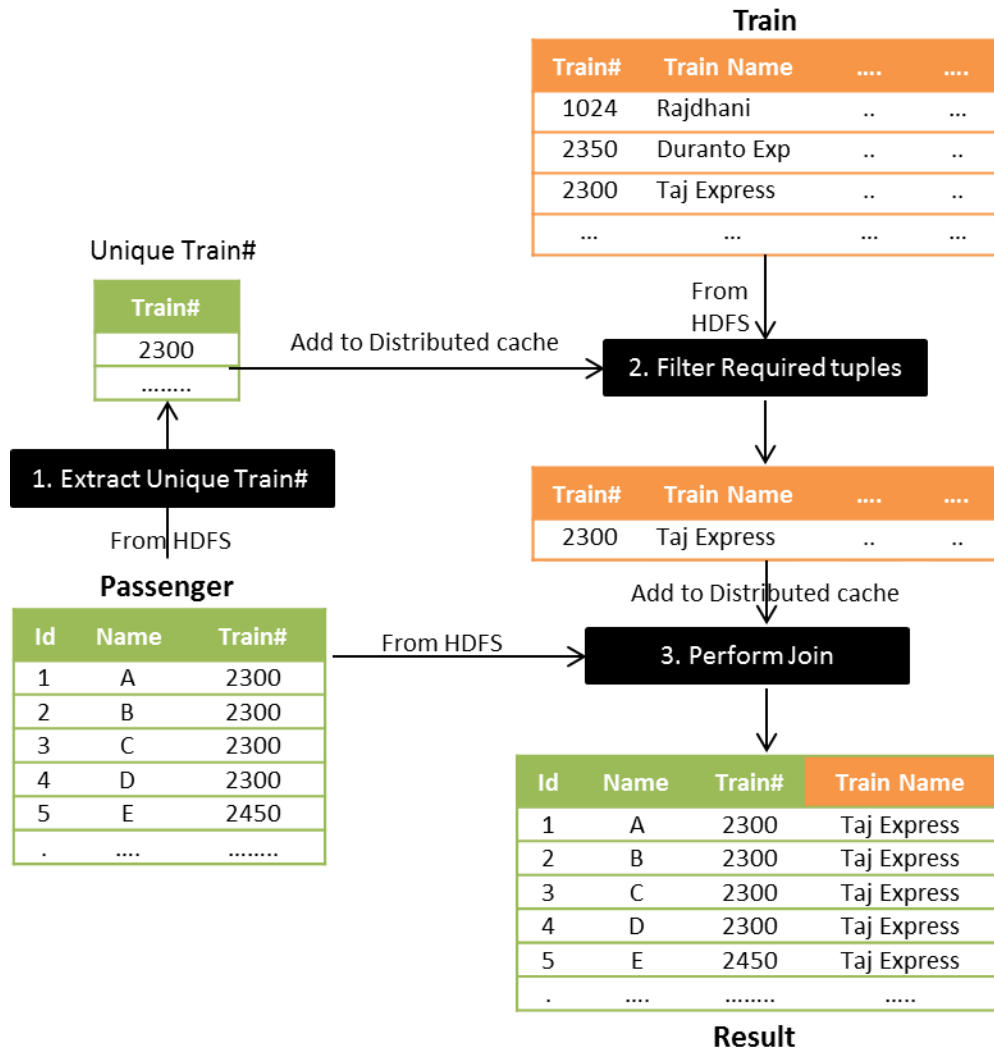 Train
Train# Train Name .... ....
1024 Rajdhani .. ...
2350 Duranto Exp .. ..
2300 Taj Express .. ..
... ... ... ...
From
HDFS
Unique Train#
Train#
2300
........
Add to Distributed cache
2. Filter Required tuples
1. Extract Unique Train#
From HDFS
Train# Train Name .... ....
2300 Taj Express .. ..
Add to Distributed cache
Passenger
Id Name Train#
1 A 2300
2 B 2300
3 C 2300
4 D 2300
5 E 2450
. .... ........
From HDFS
3. Perform Join
Id Name Train# Train Name
1 A 2300 Taj Express
2 B 2300 Taj Express
3 C 2300 Taj Express
4 D 2300 Taj Express
5 E 2450 Taj Express
. .... ........ .....
Result